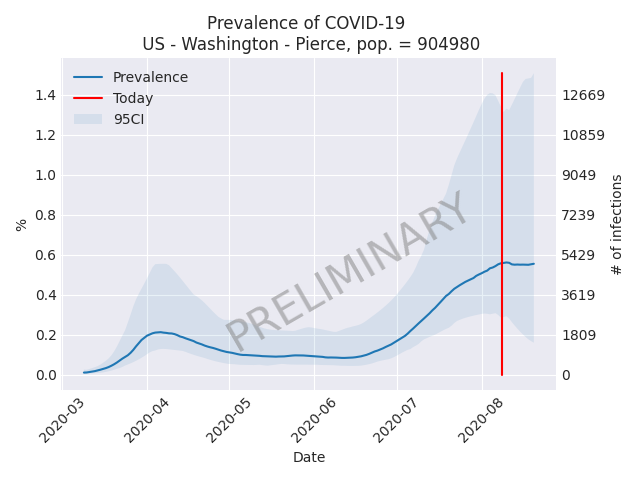 Prevalence of COVID-19
US - Washington - Pierce, pop. = 904980
Prevalence
Today
95CI
1.4
1.2
1.0
0.8
0.6
0.4
0.2
0.0
%
12669
10859
9049
7239
5429
3619
1809
0
# of infections
PRELIMINARY
2020-03
2020-04
2020-05
2020-06
2020-07
2020-08
Date